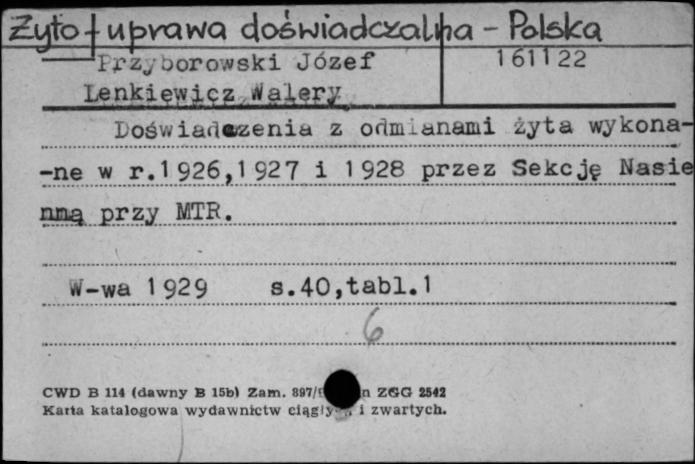 Żyto + uprawa doświadczalna - Polska
Przyborowski Józef 161122
Lenkiewicz Walery
Doświadczenia z odmianami żyta wykona-
-ne w r.1926,1927 i 1928 przez Sekcję Nasie
nną przy MTR.
W-wa 1929 s.40,tabl.1
6
CWD B 114 (dawny B 15b) Zam. 897/ ZGG 2542
Karta katalogowa wydawnictw i zwartych.